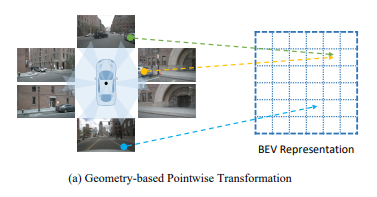 BEV Representation
(a) Geometry-based Pointwise Transformation